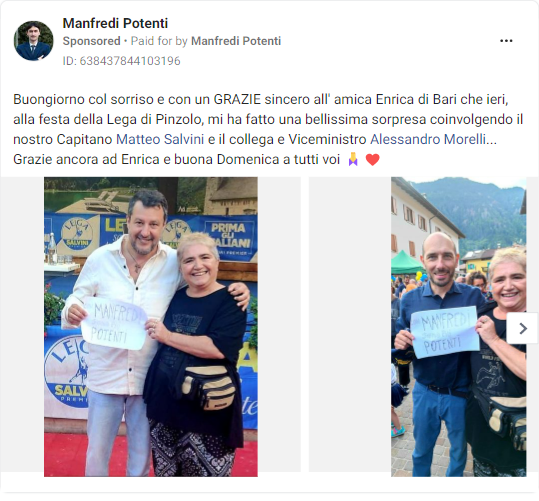 Manfredi Potenti
Sponsored • Paid for by Manfredi Potenti
ID: 638437844103196
Buongiorno col sorriso e con un GRAZIE sincero all' amica Enrica di Bari che ieri,
alla festa della Lega di Pinzolo, mi ha fatto una bellissima sorpresa coinvolgendo il
nostro Capitano Matteo Salvini e il collega e Viceministro Alessandro Morelli...
Grazie ancora ad Enrica e buona Domenica a tutti voi
LEGA
SALVINI
PRIMA
GLI
ITALIANI
SALVINI PREMIER
MANFREDI
POTENTI
LEGA
SALVINI
PREMIER
MANFREDI
POTENTI